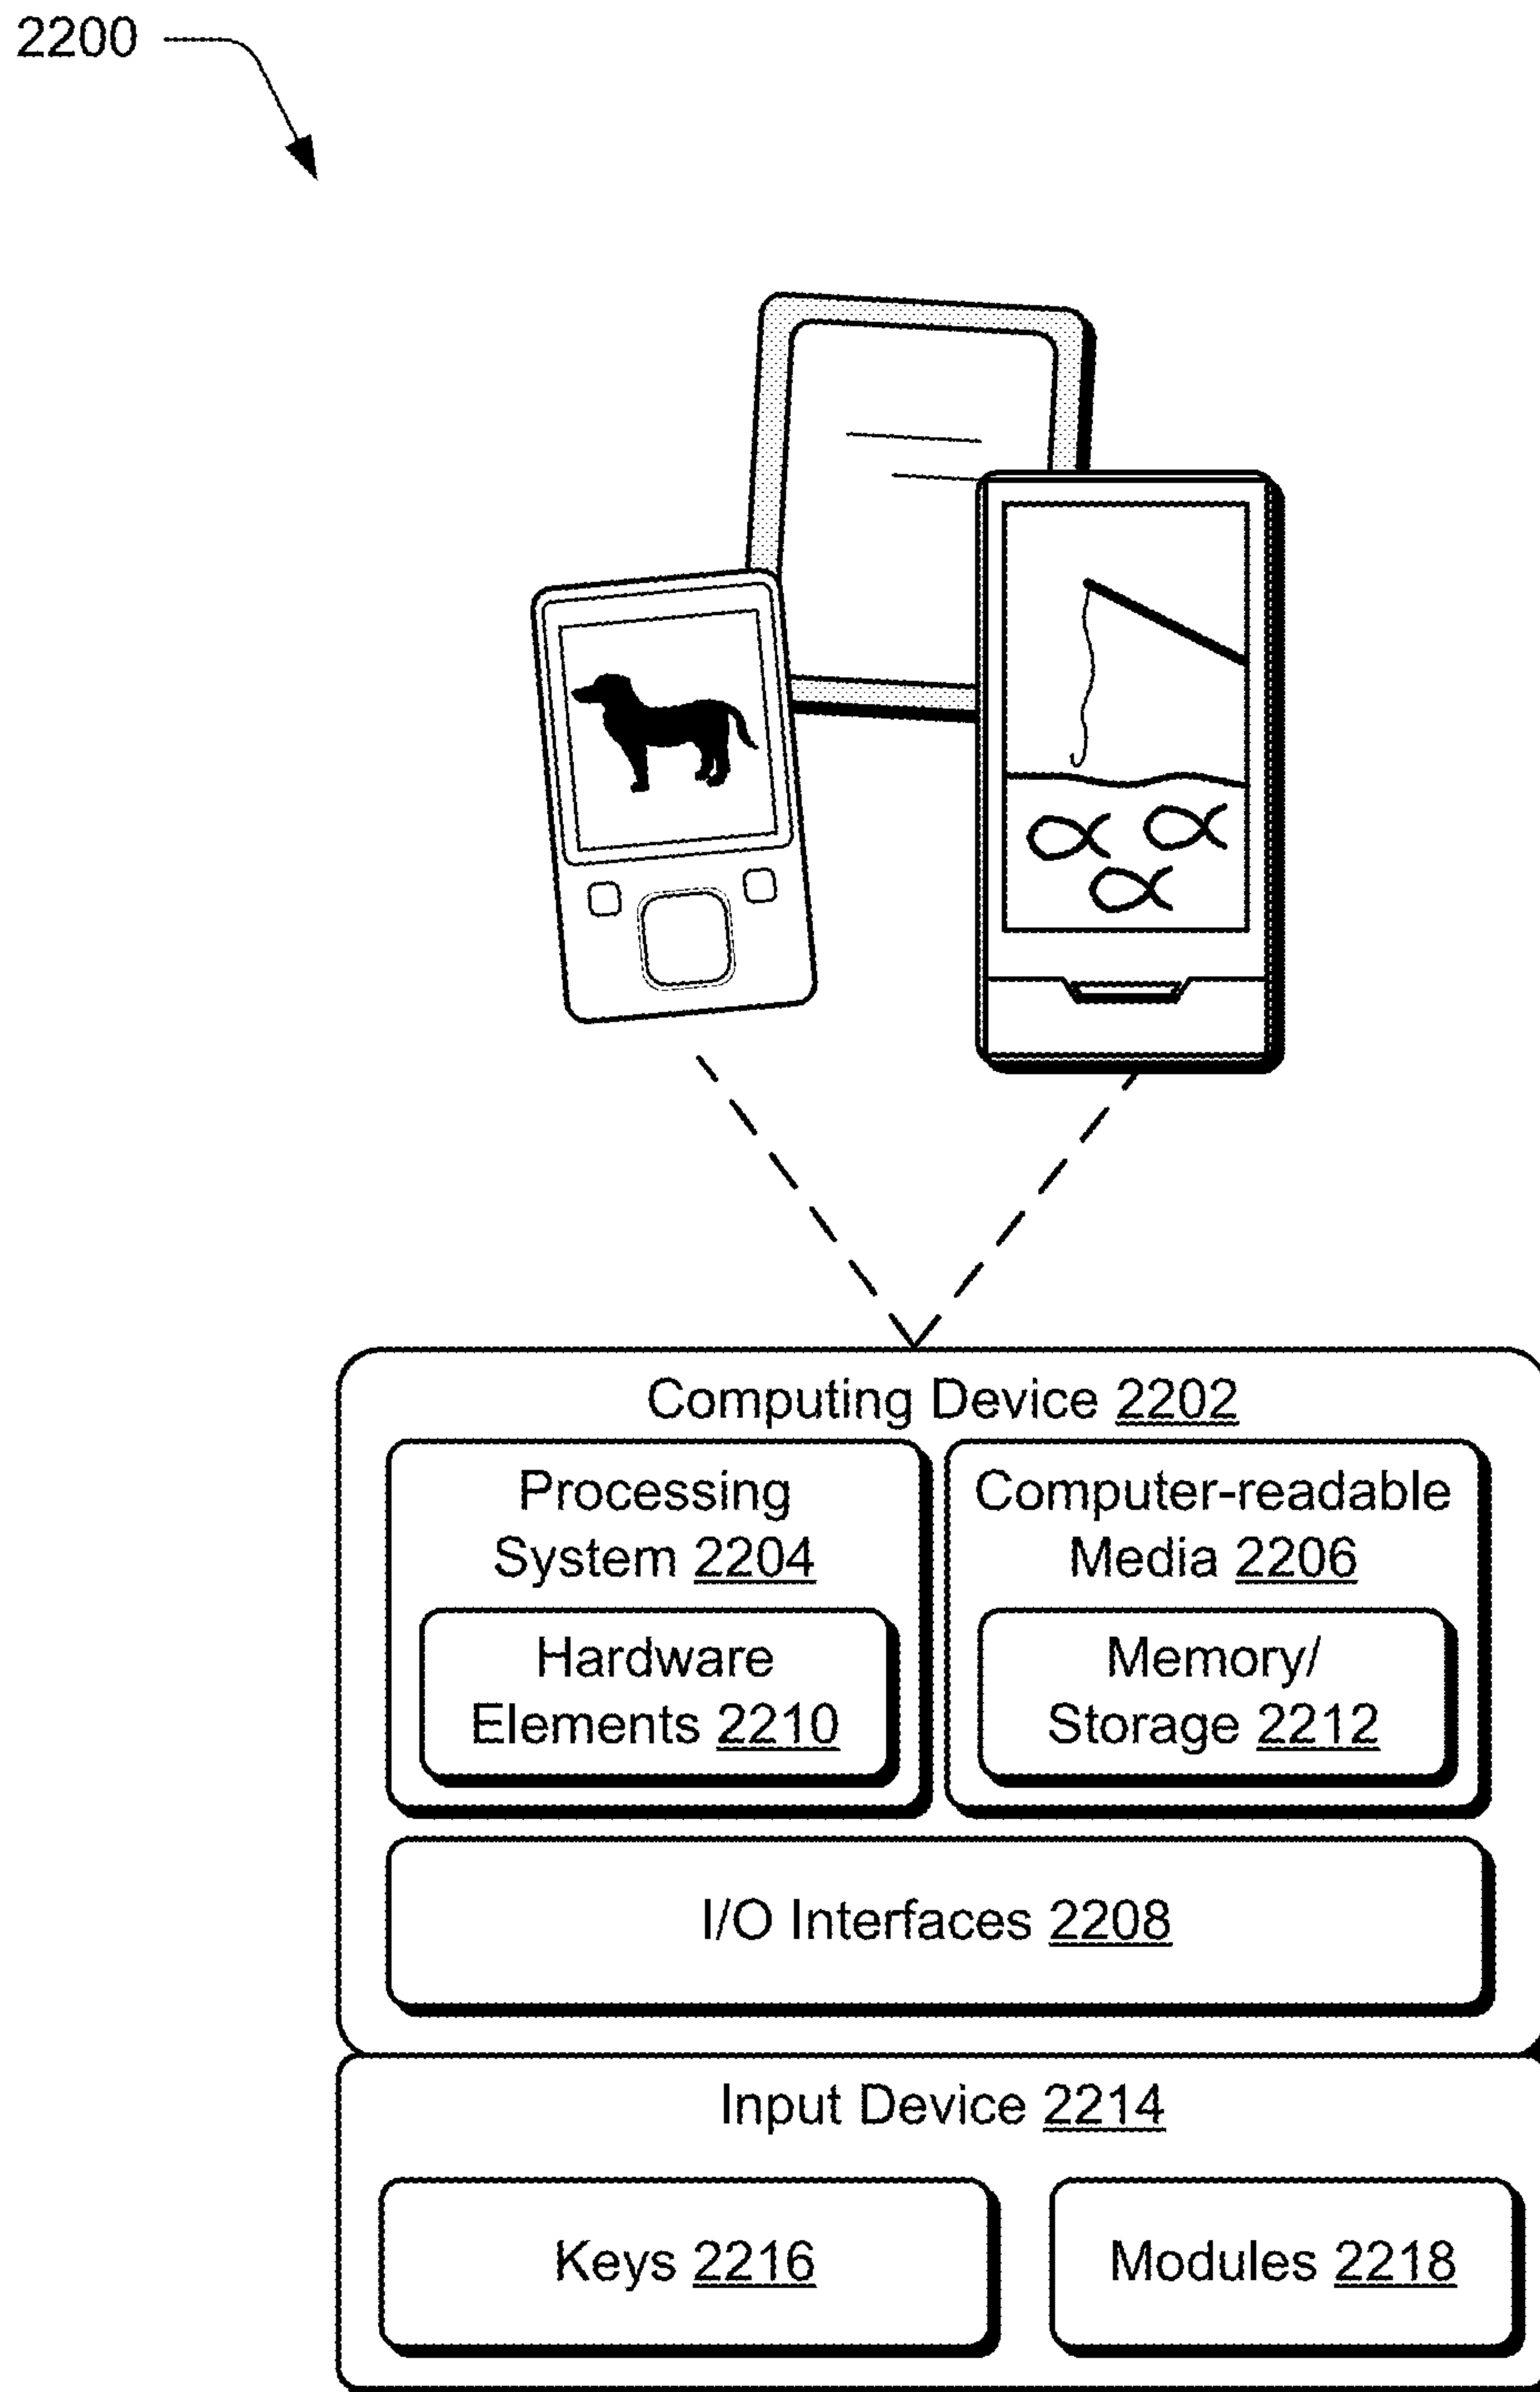 2200
Computing Device 2202
Processing
System 2204
Hardware
Elements 2210
Computer-readable
Media 2206
Memory/
Storage 2212
I/O Interfaces 2208
Input Device 2214
Keys 2216
Modules 2218